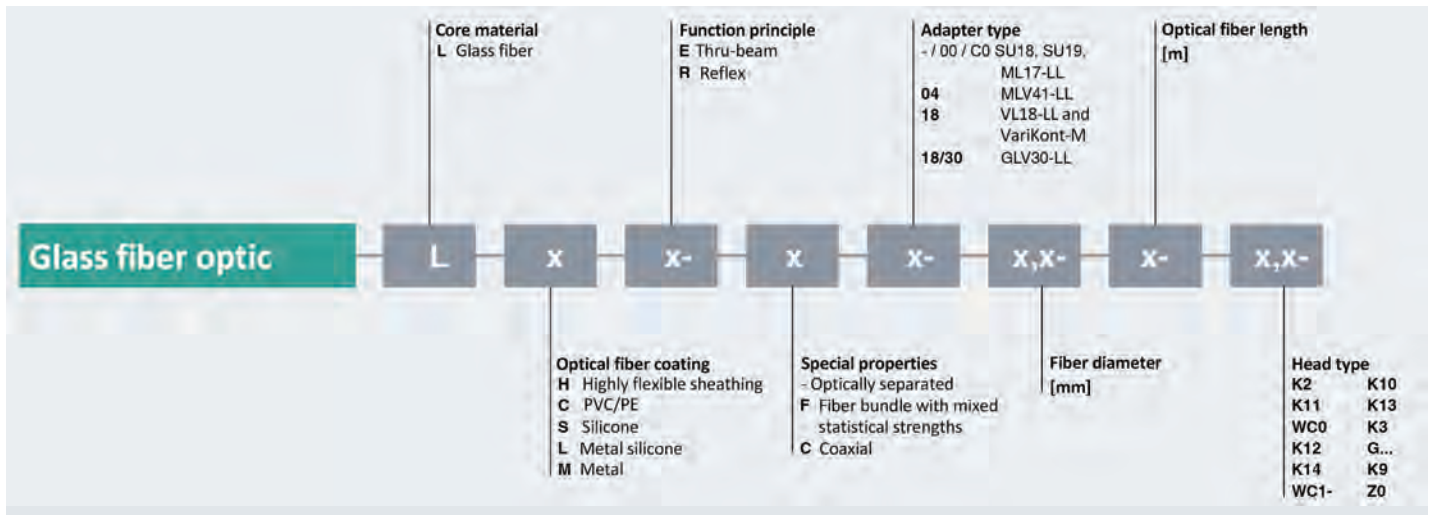 Core material
L Glass fiber
Function principle
E Thru-beam
R Reflex
Adapter type
- / 00 / C0 SU18, SU19,
ML17-LL
04 MLV41-LL
18 VL18-LL and
VariKont-M
18/30 GLV30-LL
Optical fiber length
[m]
Glass fiber optic
L
x
x-
x
x-
x,x-
x-
x,x-
Optical fiber coating
H Highly flexible sheathing
C PVC/PE
S Silicone
L Metal silicone
M Metal
Special properties
- Optically separated
F Fiber bundle with mixed
statistical strengths
C Coaxial
Fiber diameter
[mm]
Head type
K2 K10
K11 K13
WC0 K3
K12 G...
K14 K9
WC1- Z0